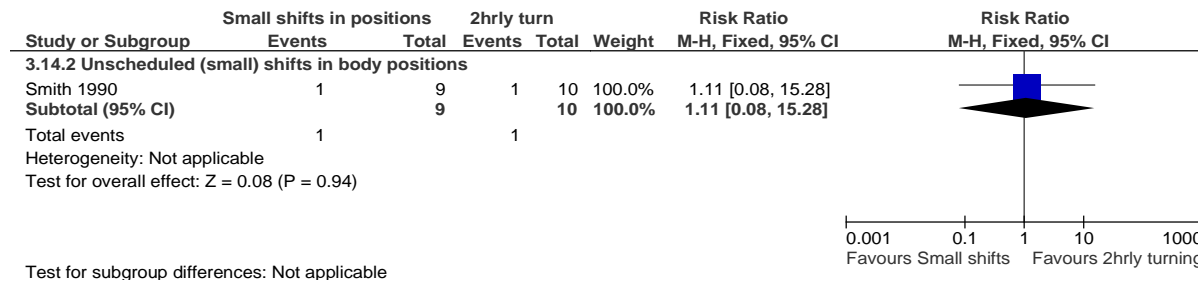 Small shifts in positions 2hrly turn Risk Ratio Risk Ratio
Study or Subgroup Events Total Events Total Weight M-H, Fixed, 95% CI M-H, Fixed, 95% CI
3.14.2 Unscheduled (small) shifts in body positions
Smith 1990 1 9 1 10 100.0% 1.11 [0.08, 15.28]
Subtotal (95% CI) 9 10 100.0% 1.11 [0.08, 15.28]
Total events 1 1
Heterogeneity: Not applicable
Test for overall effect: Z = 0.08 (P = 0.94)
0.001 0.1 1 10 1000
Favours Small shifts Favours 2hrly turning
Test for subgroup differences: Not applicable